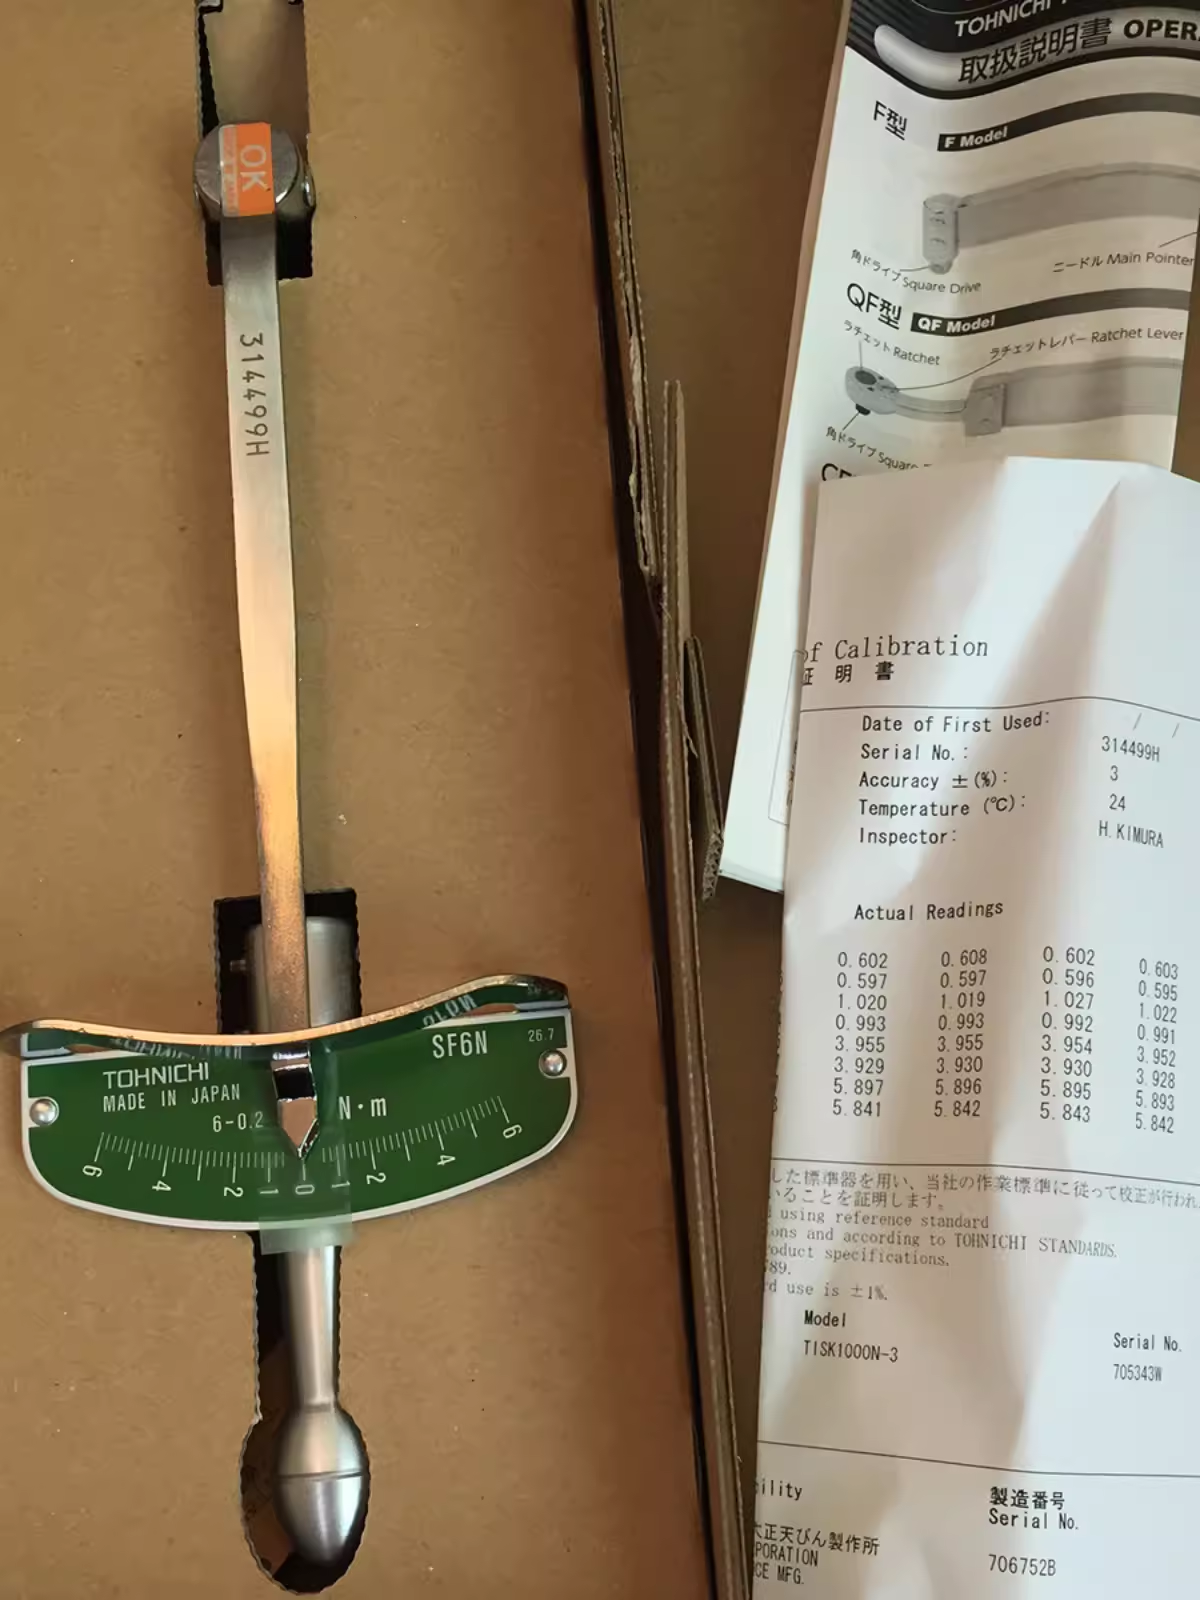 OK
314499H
TOHNICHI
MADE IN JAPAN
SF6N
26.7
6-0.2
N·m
6 4 2 1 0 1 2 4 6
TOHNICHI
取扱説明書 OPER
F型 F Model
角ドライブ Square Drive
ニードル Main Pointer
QF型 QF Model
ラチェット Ratchet
ラチェットレバー Ratchet Lever
角ドライブ Square
of Calibration
証明書
Date of First Used: / /
Serial No.: 314499H
Accuracy ±(%): 3
Temperature (℃): 24
Inspector: H.KIMURA
Actual Readings
0.602 0.608 0.602 0.603
0.597 0.597 0.596 0.595
1.020 1.019 1.027 1.022
0.993 0.993 0.992 0.991
3.955 3.955 3.954 3.952
3.929 3.930 3.930 3.928
5.897 5.896 5.895 5.893
5.841 5.842 5.843 5.842
した標準器を用い、当社の作業標準に従って校正が行われ
いることを証明します。
using reference standard
ons and according to TOHNICHI STANDARDS.
oduct specifications.
89.
rd use is ±1%.
Model Serial No.
TISK1000N-3 705343W
cility 製造番号
Serial No.
大正天びん製作所
PORATION 706752B
CE MFG.